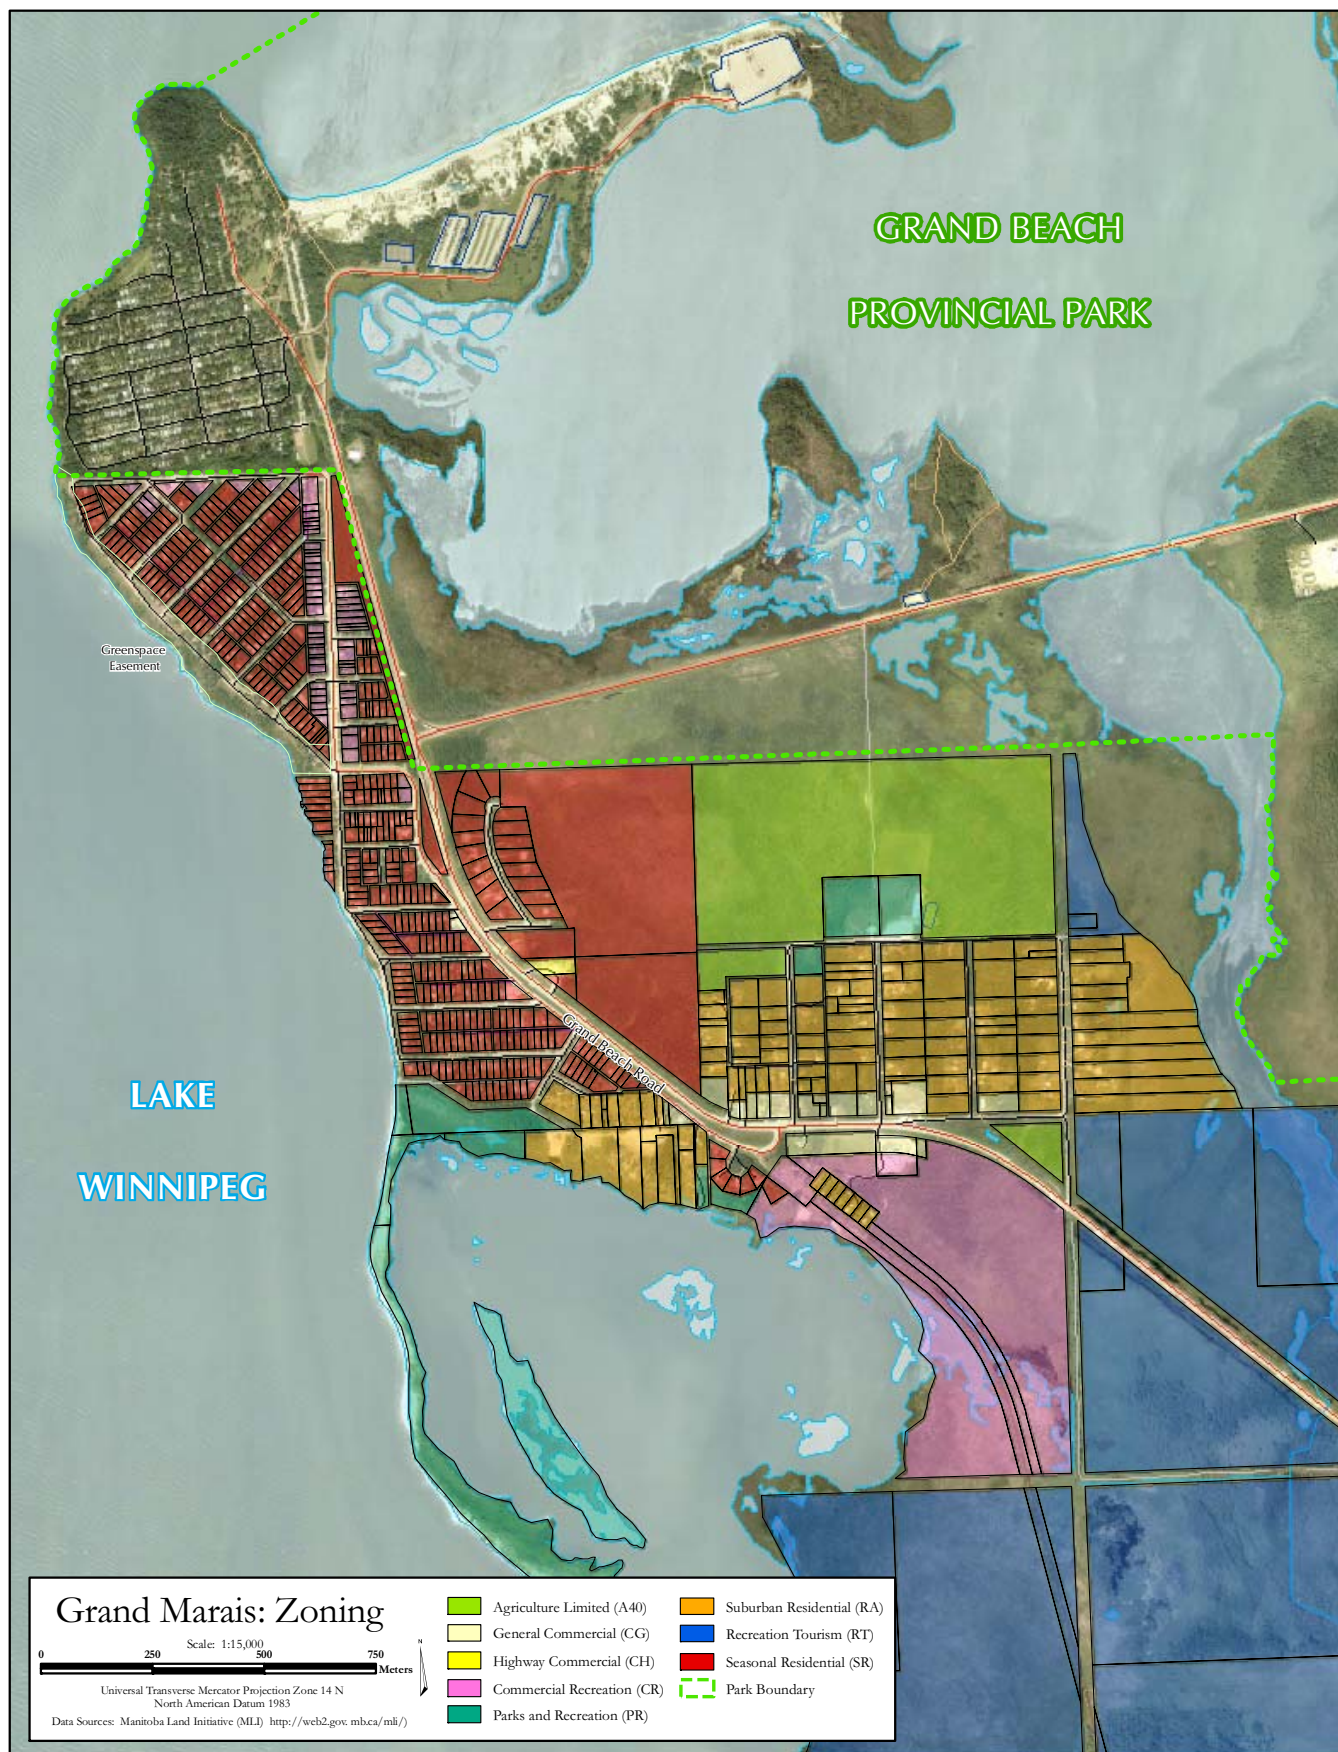 GRAND BEACH
PROVINCIAL PARK
Greenspace
Easement
Grand Beach Road
LAKE
WINNIPEG
Grand Marais: Zoning
Scale: 1:15,000
0 250 500 750
Meters
N
Universal Transverse Mercator Projection Zone 14 N
North American Datum 1983
Data Sources: Manitoba Land Initiative (MLI) http://web2.gov. mb.ca/mli/)
Agriculture Limited (A40)
General Commercial (CG)
Highway Commercial (CH)
Commercial Recreation (CR)
Parks and Recreation (PR)
Suburban Residential (RA)
Recreation Tourism (RT)
Seasonal Residential (SR)
Park Boundary